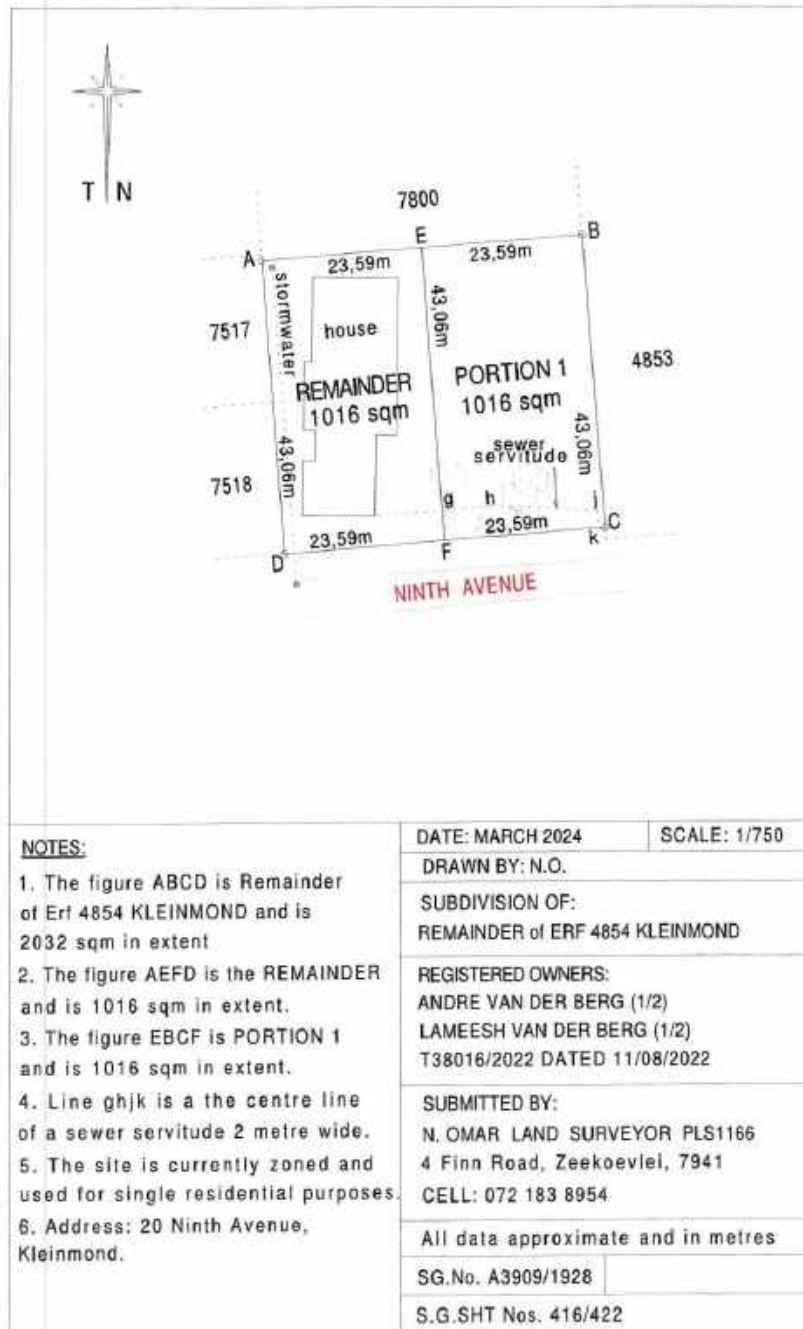 T N
7800
A
E
B
23,59m
23,59m
stormwater
7517
house
43,06m
4853
REMAINDER
1016 sqm
PORTION 1
1016 sqm
43,06m
7518
sewer
servitude
43,06m
g
h
j
23,59m
23,59m
C
D
F
k
NINTH AVENUE
NOTES:
1. The figure ABCD is Remainder
of Erf 4854 KLEINMOND and is
2032 sqm in extent
2. The figure AEFD is the REMAINDER
and is 1016 sqm in extent.
3. The figure EBCF is PORTION 1
and is 1016 sqm in extent.
4. Line ghjk is a the centre line
of a sewer servitude 2 metre wide.
5. The site is currently zoned and
used for single residential purposes.
6. Address: 20 Ninth Avenue,
Kleinmond.
DATE: MARCH 2024
SCALE: 1/750
DRAWN BY: N.O.
SUBDIVISION OF:
REMAINDER of ERF 4854 KLEINMOND
REGISTERED OWNERS:
ANDRE VAN DER BERG (1/2)
LAMEESH VAN DER BERG (1/2)
T38016/2022 DATED 11/08/2022
SUBMITTED BY:
N. OMAR LAND SURVEYOR PLS1166
4 Finn Road, Zeekoevlei, 7941
CELL: 072 183 8954
All data approximate and in metres
SG.No. A3909/1928
S.G.SHT Nos. 416/422